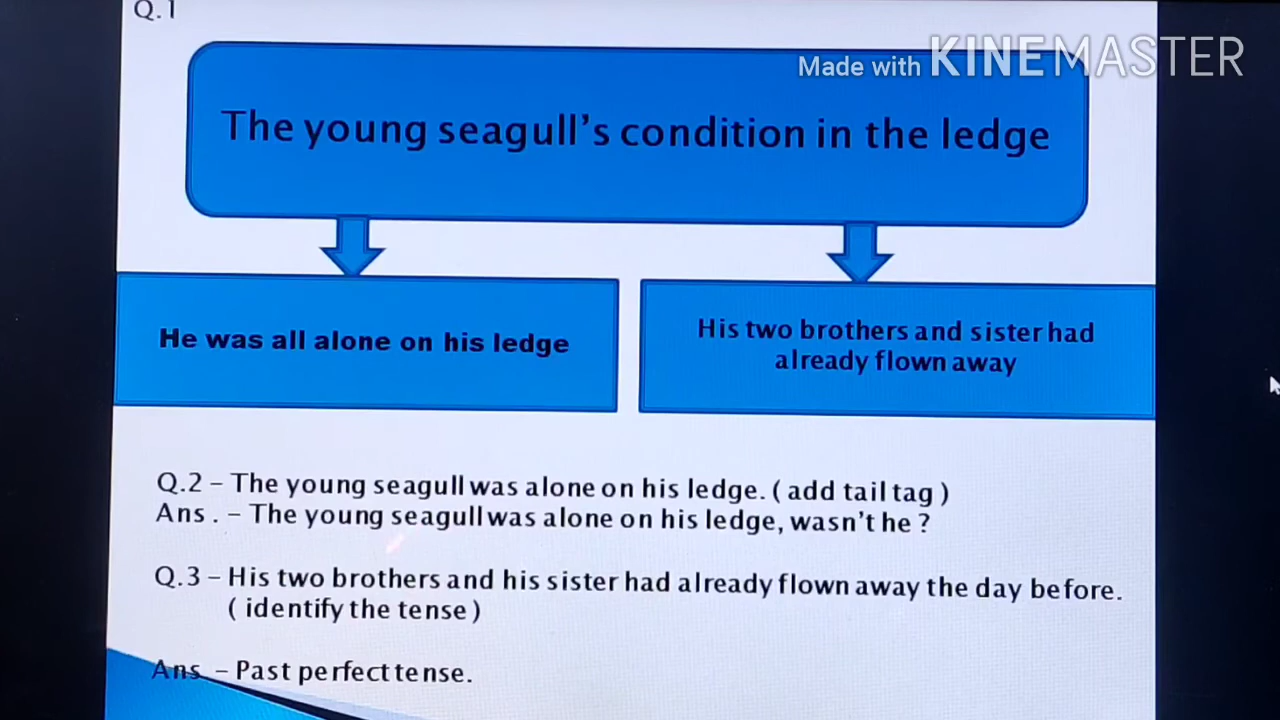 Q.1
Made with KINEMASTER
The young seagull's condition in the ledge
He was all alone on his ledge
His two brothers and sister had
already flown away
Q.2 – The young seagull was alone on his ledge. ( add tail tag )
Ans . – The young seagull was alone on his ledge, wasn't he ?
Q.3 – His two brothers and his sister had already flown away the day before.
( identify the tense )
Ans. – Past perfect tense.